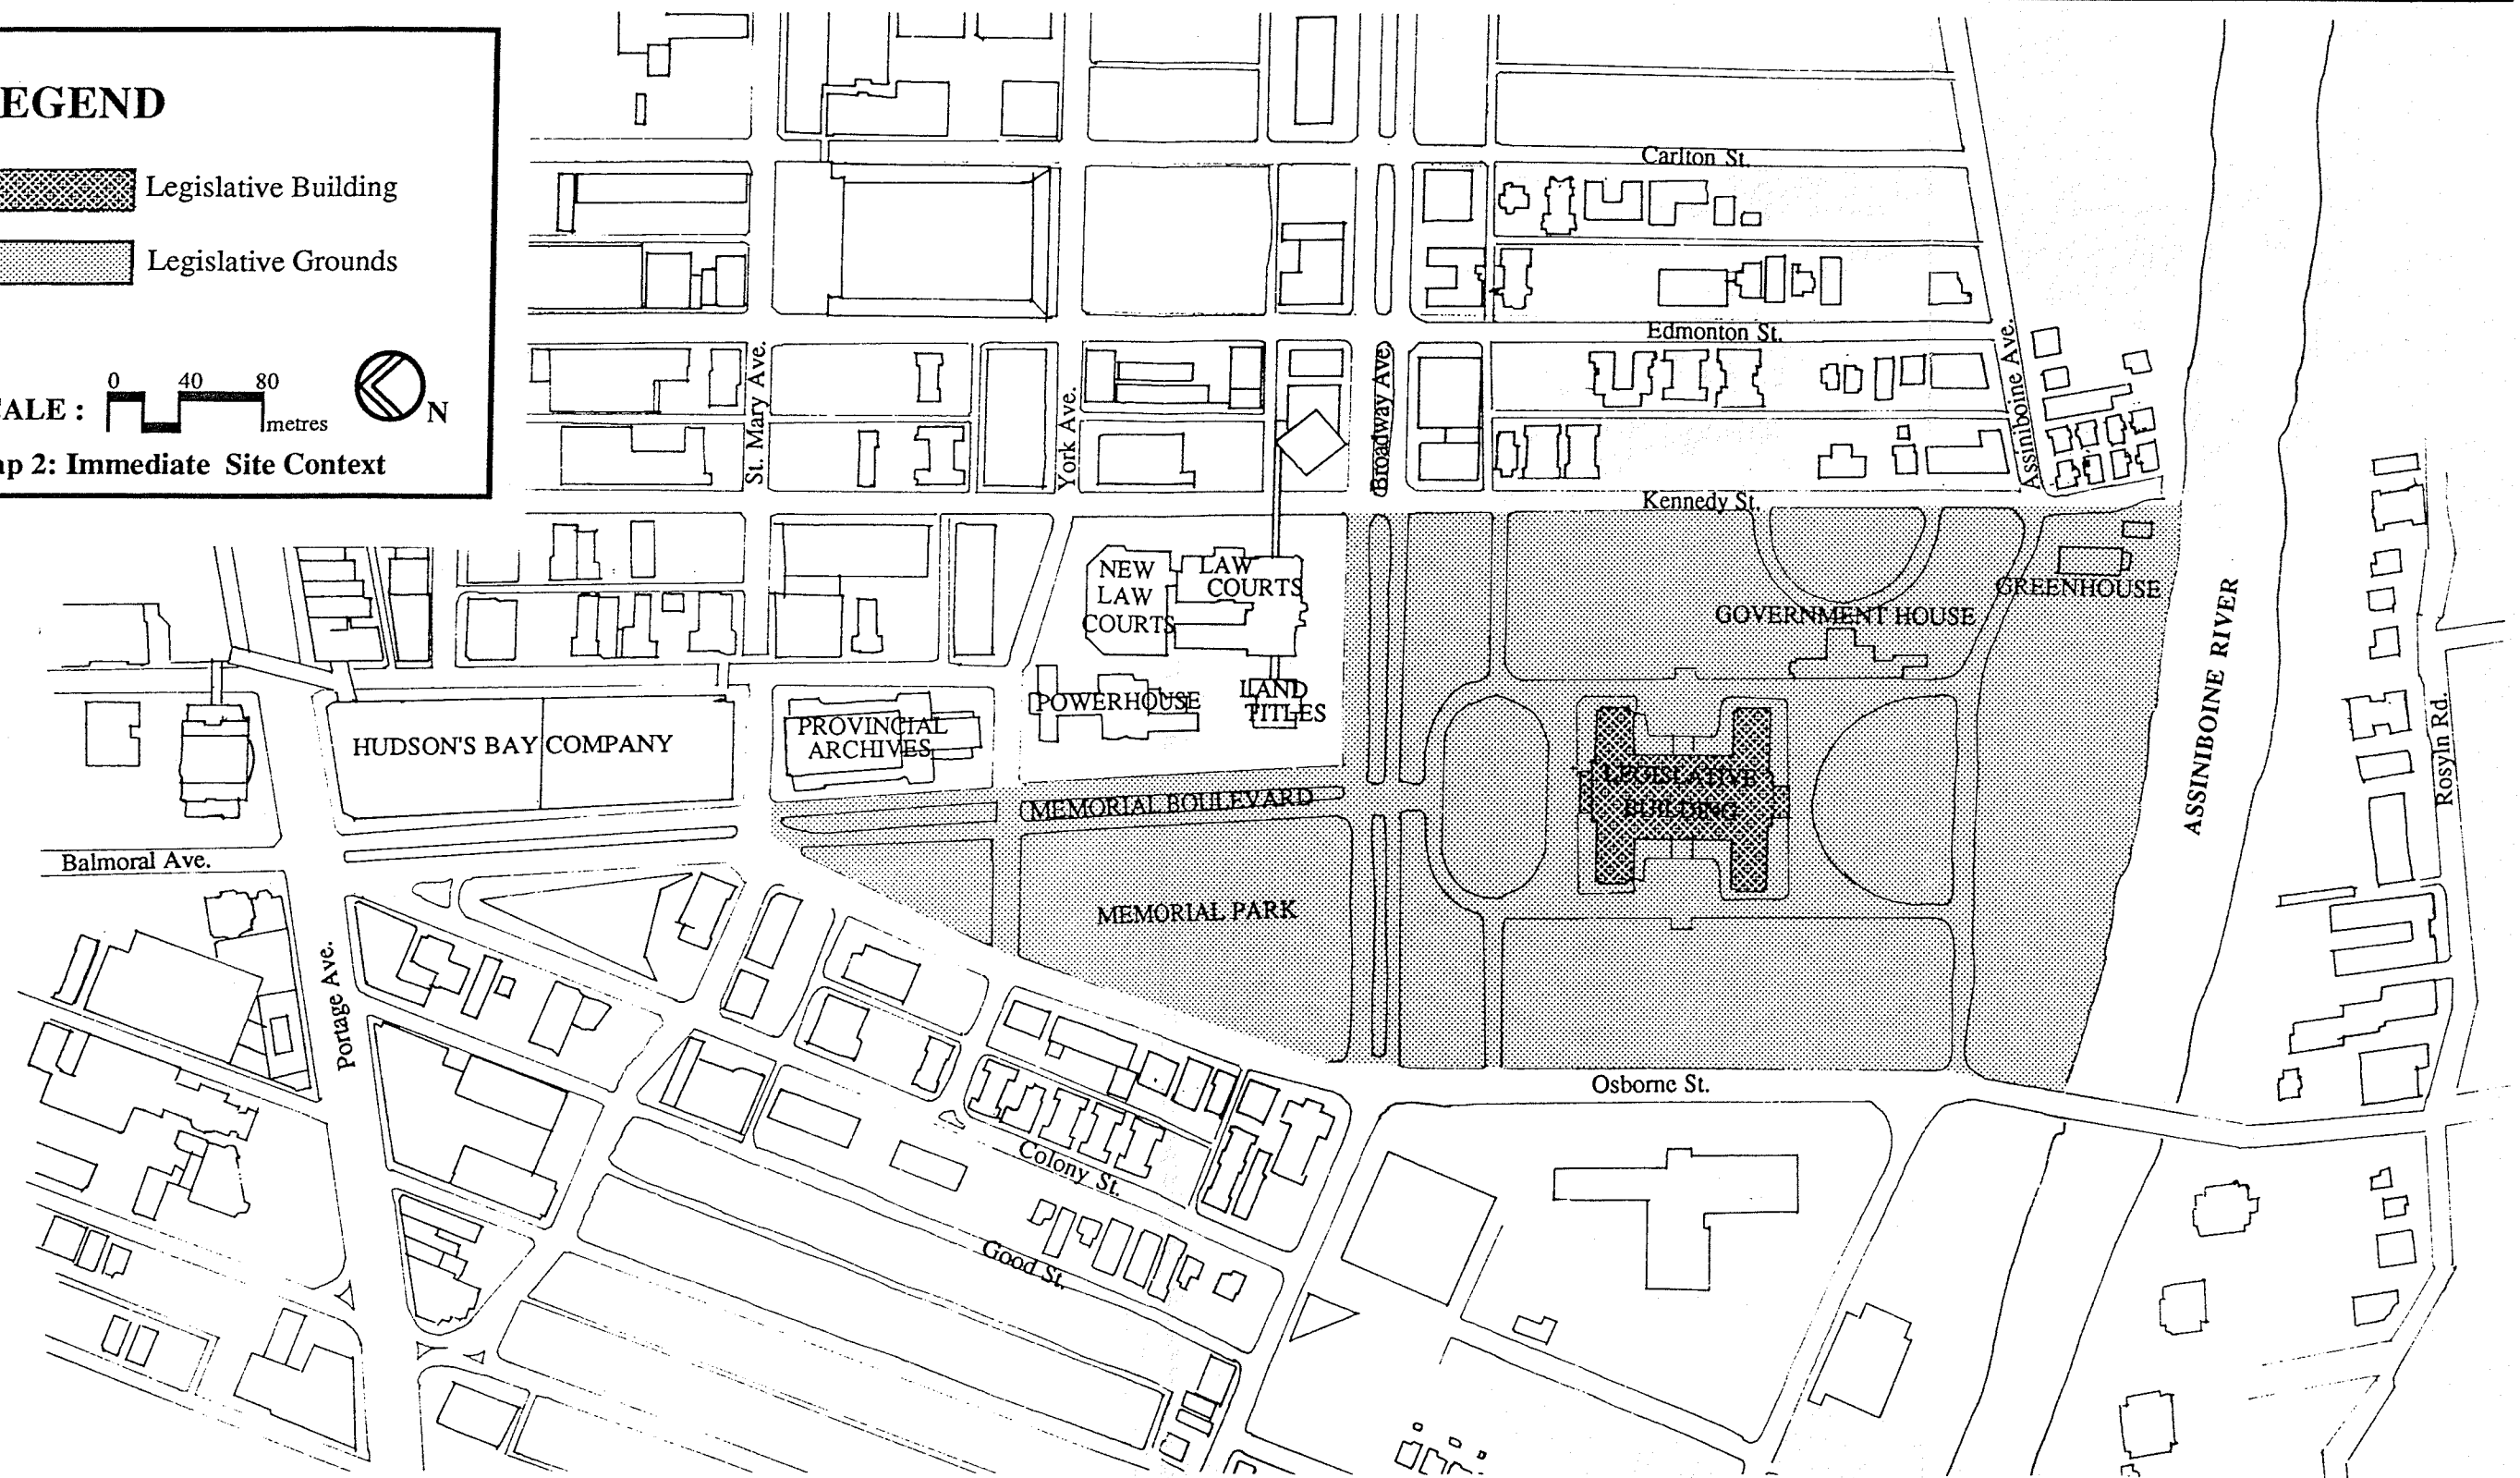 EGEND
Legislative Building
Legislative Grounds
0 40 80
CALE :
metres
N
ap 2: Immediate Site Context
Carlton St.
Edmonton St.
St. Mary Ave.
York Ave.
Broadway Ave.
Assiniboine Ave.
Kennedy St.
NEW
LAW
COURTS
LAW
COURTS
GREENHOUSE
GOVERNMENT HOUSE
ASSINIBOINE RIVER
Rosyln Rd.
POWERHOUSE
LAND
TITLES
PROVINCIAL
ARCHIVES
HUDSON'S BAY COMPANY
LEGISLATIVE
BUILDING
MEMORIAL BOULEVARD
Balmoral Ave.
MEMORIAL PARK
Portage Ave.
Osborne St.
Colony St.
Good St.